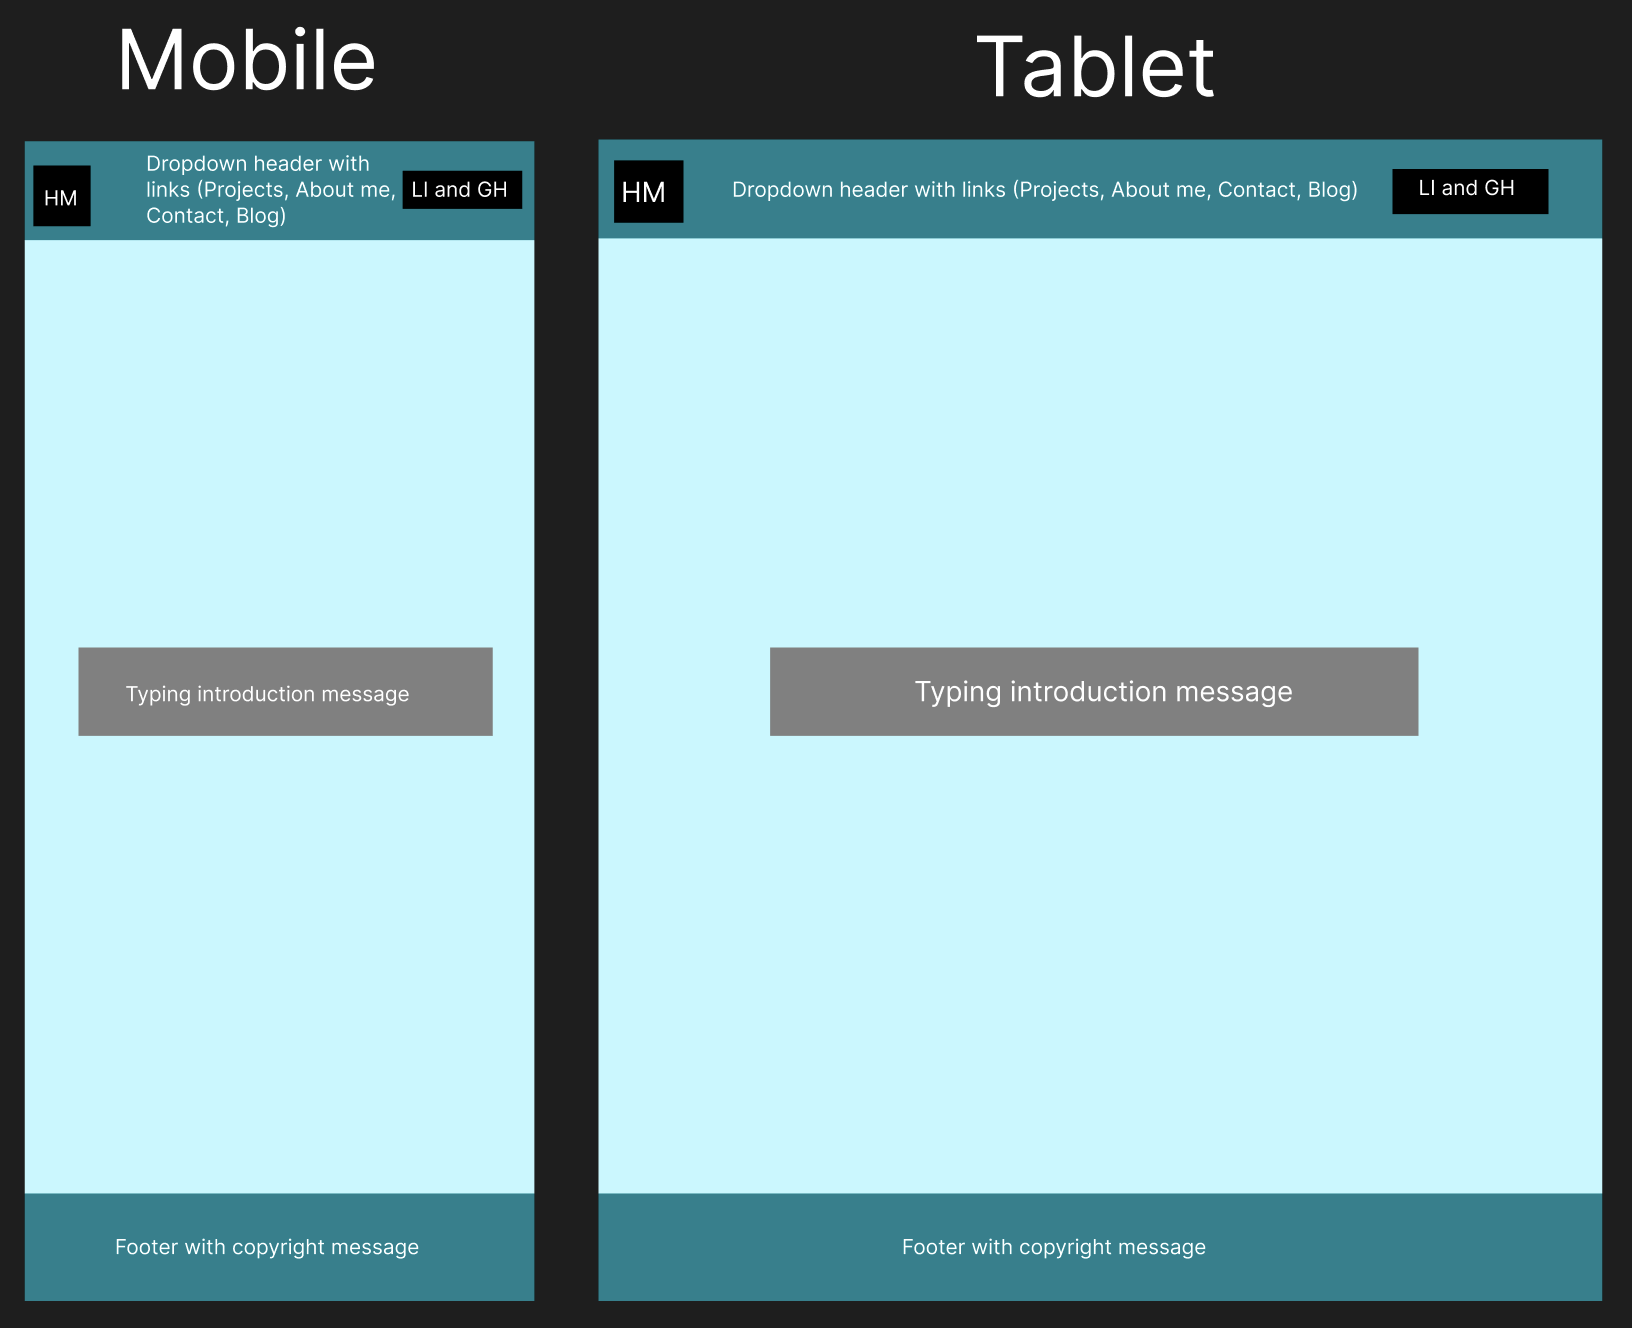 Mobile
Tablet
HM
Dropdown header with
links (Projects, About me,
Contact, Blog)
LI and GH
HM
Dropdown header with links (Projects, About me, Contact, Blog)
LI and GH
Typing introduction message
Typing introduction message
Footer with copyright message
Footer with copyright message